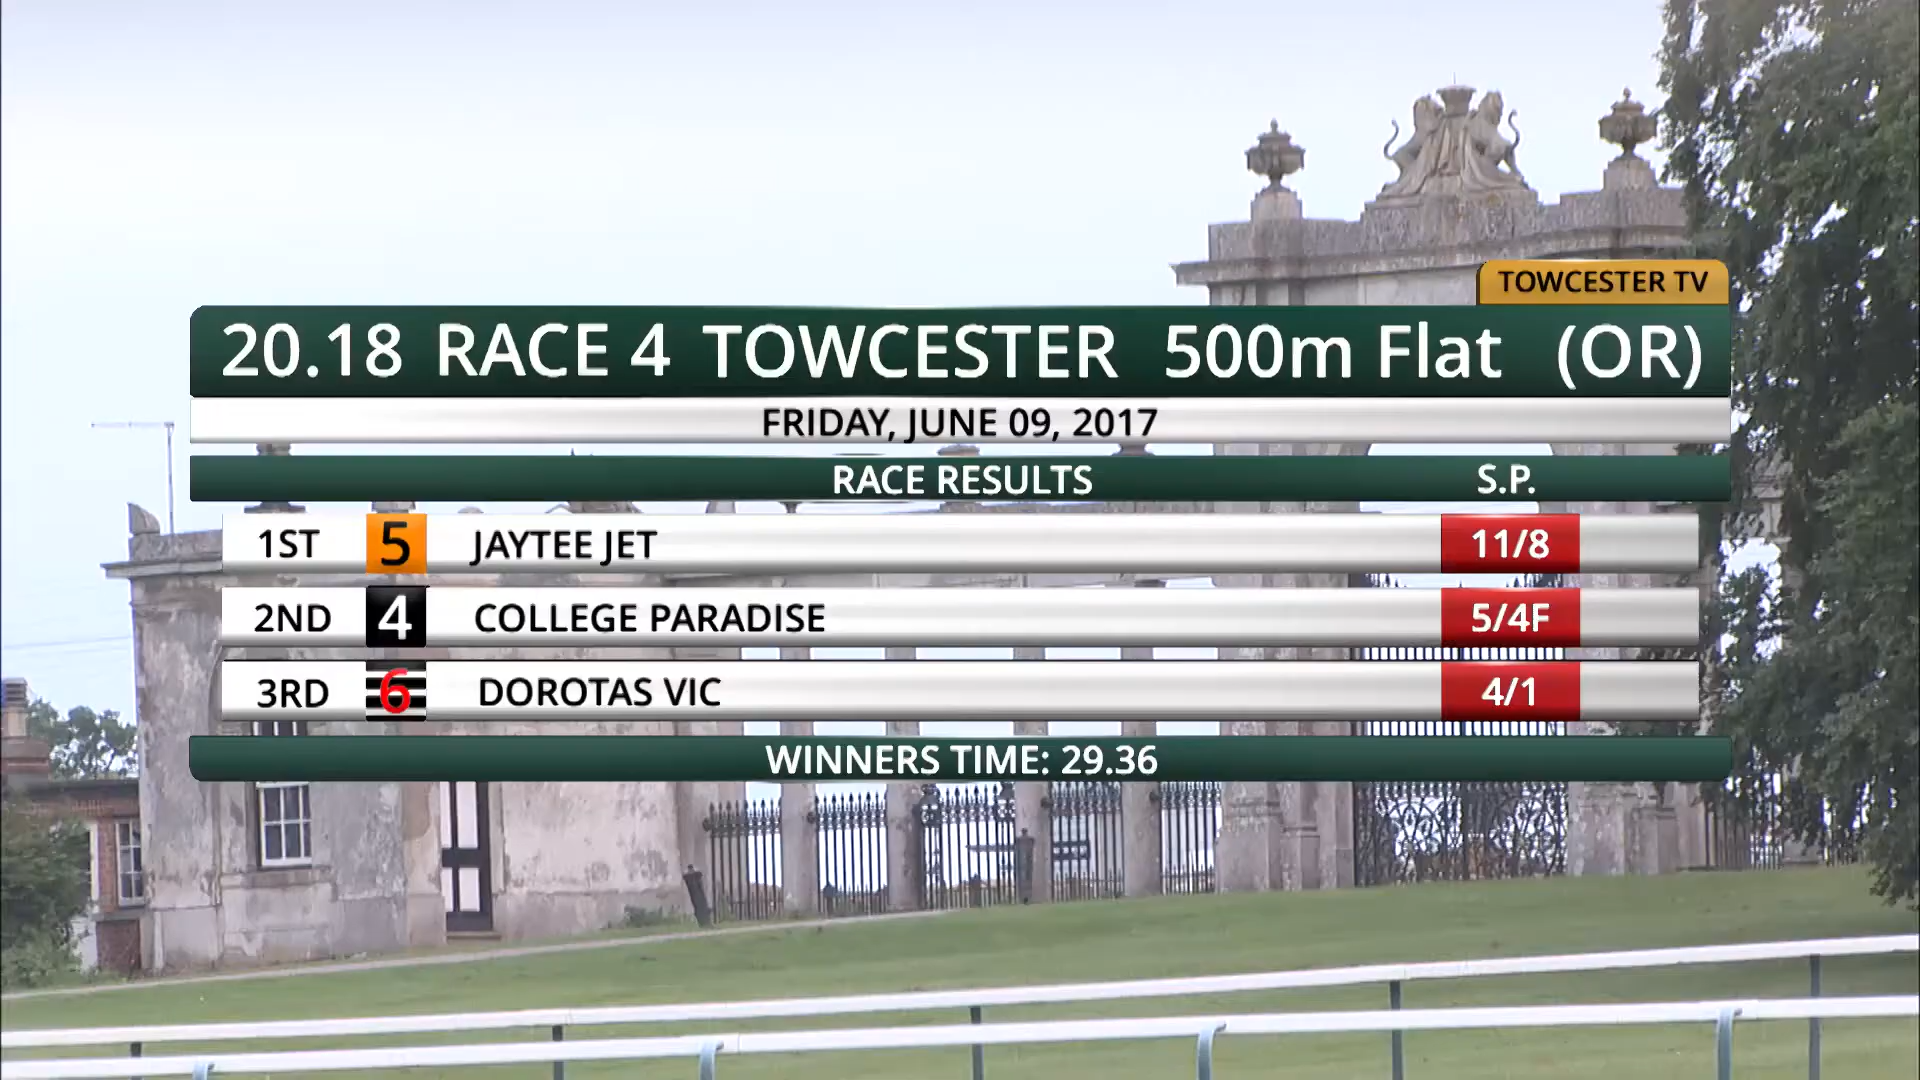 TOWCESTER TV
20.18 RACE 4 TOWCESTER 500m Flat (OR)
FRIDAY, JUNE 09, 2017
RACE RESULTS S.P.
1ST 5 JAYTEE JET 11/8
2ND 4 COLLEGE PARADISE 5/4F
3RD 6 DOROTAS VIC 4/1
WINNERS TIME: 29.36